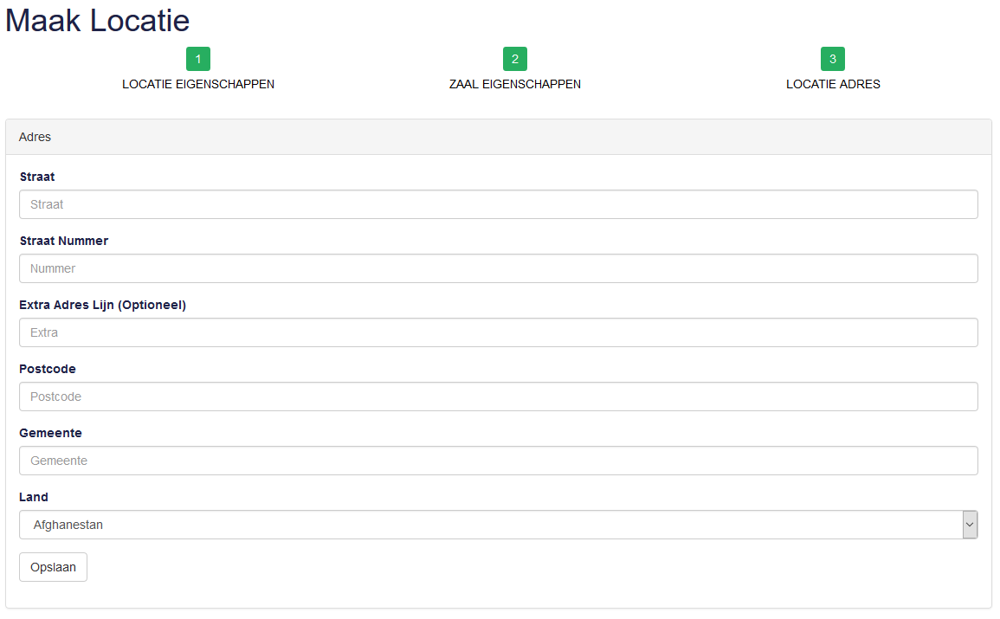 Maak Locatie
1 2 3
LOCATIE EIGENSCHAPPEN ZAAL EIGENSCHAPPEN LOCATIE ADRES
Adres
Straat
Straat
Straat Nummer
Nummer
Extra Adres Lijn (Optioneel)
Extra
Postcode
Postcode
Gemeente
Gemeente
Land
Afghanestan
Opslaan